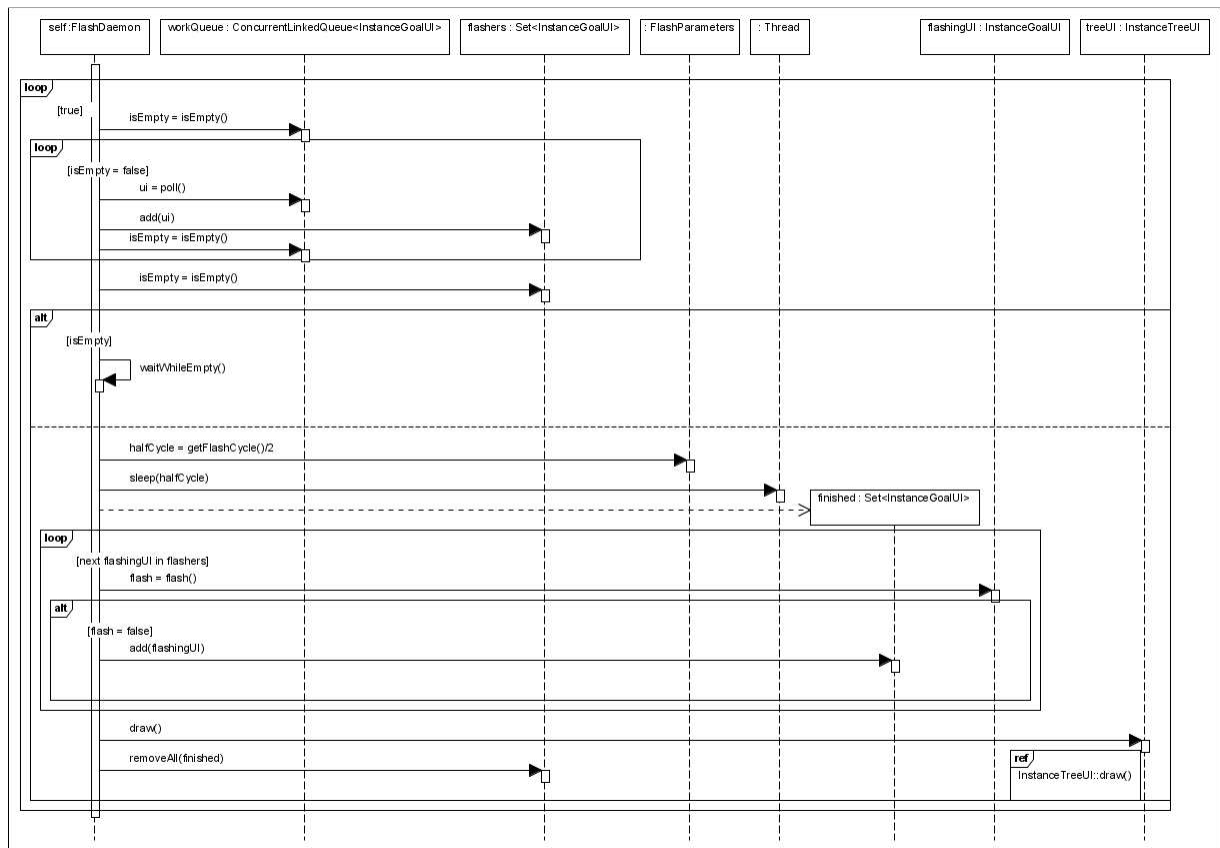 self:FlashDaemon
workQueue : ConcurrentLinkedQueue<InstanceGoalUI>
flashers : Set<InstanceGoalUI>
: FlashParameters
: Thread
flashingUI : InstanceGoalUI
treeUI : InstanceTreeUI
loop
[true]
isEmpty = isEmpty()
loop
[isEmpty = false]
ui = poll()
add(ui)
isEmpty = isEmpty()
isEmpty = isEmpty()
alt
[isEmpty]
waitWhileEmpty()
halfCycle = getFlashCycle()/2
sleep(halfCycle)
finished : Set<InstanceGoalUI>
loop
[next flashingUI in flashers]
flash = flash()
alt
[flash = false]
add(flashingUI)
draw()
removeAll(finished)
ref
InstanceTreeUI::draw()